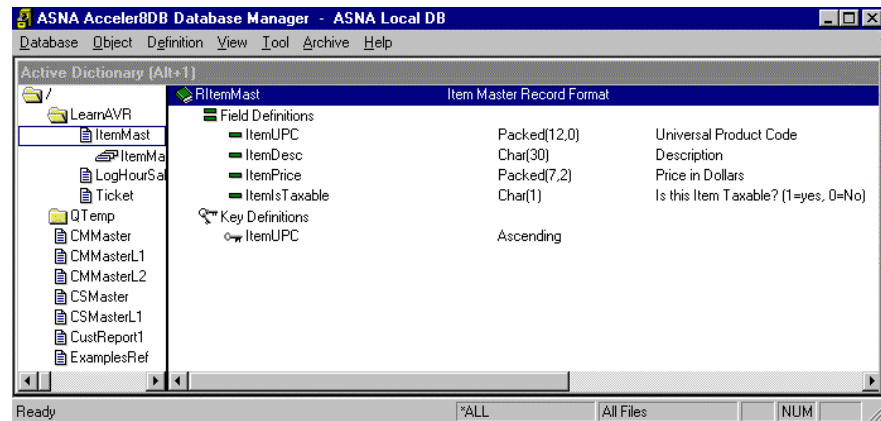 ASNA Acceler8DB Database Manager - ASNA Local DB
Database Object Definition View Tool Archive Help
Active Dictionary (Alt+1)
/
LearnAVR
ItemMast
ItemMa
LogHourSal
Ticket
QTemp
CMMaster
CMMasterL1
CMMasterL2
CSMaster
CSMasterL1
CustReport1
ExamplesRef
RItemMast Item Master Record Format
Field Definitions
ItemUPC Packed(12,0) Universal Product Code
ItemDesc Char(30) Description
ItemPrice Packed(7,2) Price in Dollars
ItemIsTaxable Char(1) Is this Item Taxable? (1=yes, 0=No)
Key Definitions
ItemUPC Ascending
Ready *ALL All Files NUM